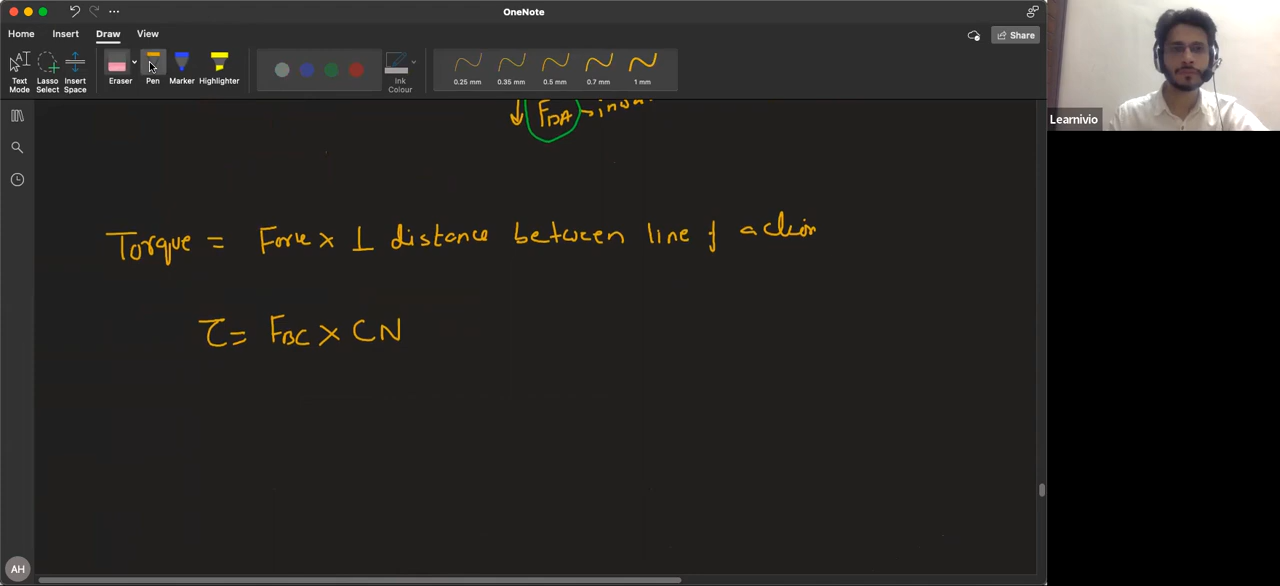 OneNote
Home Insert Draw View
Share
Text Mode
Lasso Select
Insert Space
Eraser
Pen
Marker
Highlighter
Ink Colour
0.25 mm 0.35 mm 0.5 mm 0.7 mm 1 mm
Learnivio
↓ FBA →
Torque = Force × ⊥ distance between line of action
τ = FBC × CN
AH